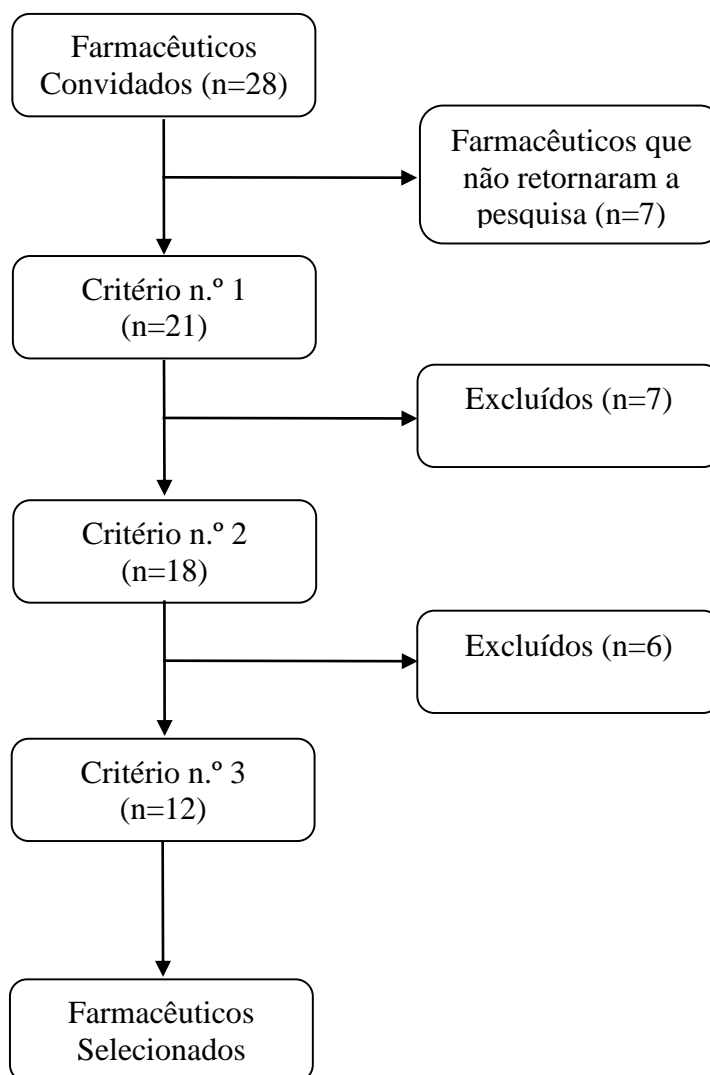 Farmacêuticos
Convidados (n=28)
Farmacêuticos que
não retornaram a
pesquisa (n=7)
Critério n.º 1
(n=21)
Excluídos (n=7)
Critério n.º 2
(n=18)
Excluídos (n=6)
Critério n.º 3
(n=12)
Farmacêuticos
Selecionados